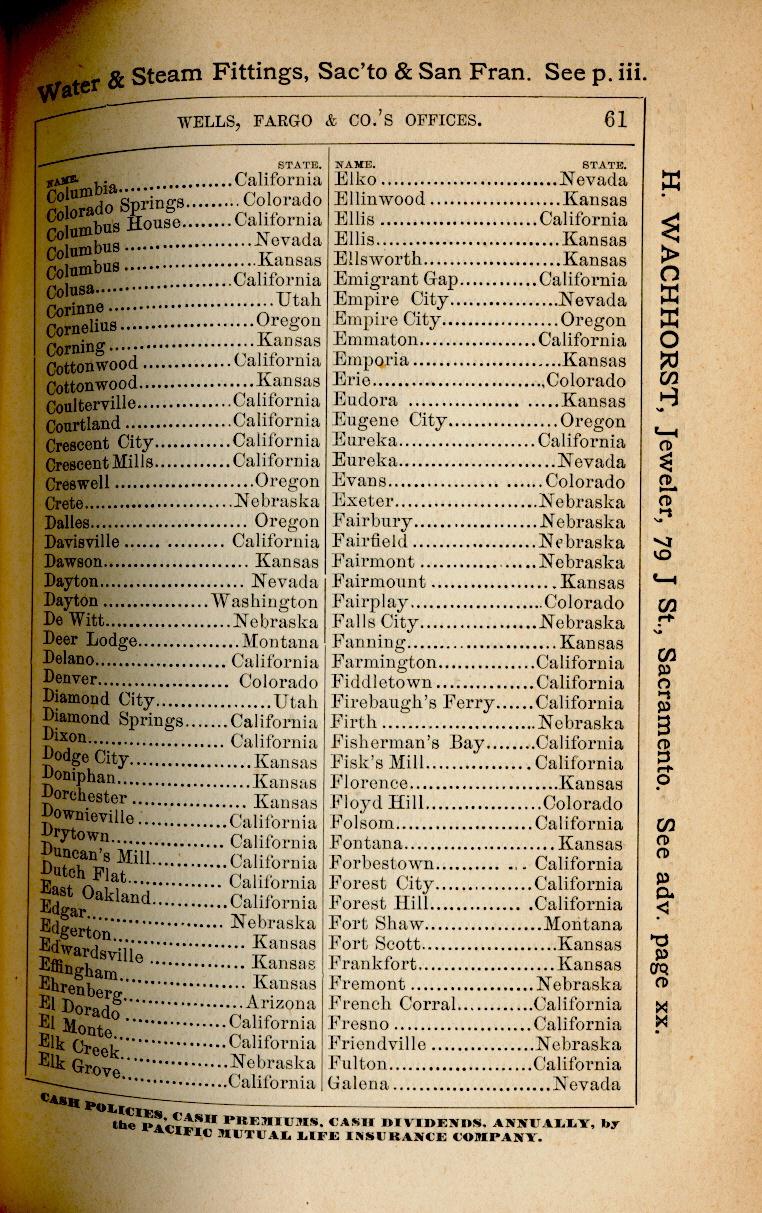 Water & Steam Fittings, Sac'to & San Fran. See p. iii.
WELLS, FARGO & CO.'S OFFICES. 61
NAME. STATE.
Columbia.................California
Colorado Springs.........Colorado
Columbus House........California
Columbus ...................Nevada
Columbus ....................Kansas
Colusa.....................California
Corinne .........................Utah
Cornelius ....................Oregon
Corning ......................Kansas
Cottonwood .............California
Cottonwood..................Kansas
Coulterville..............California
Courtland ................California
Crescent City............California
Crescent Mills...........California
Creswell .....................Oregon
Crete......................Nebraska
Dalles........................ Oregon
Davisville ...... ......... California
Dawson....................... Kansas
Dayton...................... Nevada
Dayton ................Washington
De Witt...................Nebraska
Deer Lodge...............Montana
Delano.................... California
Denver.................... Colorado
Diamond City..................Utah
Diamond Springs.......California
Dixon..................... California
Dodge City..................Kansas
Doniphan....................Kansas
Dorchester ................. Kansas
Downieville ..............California
Drytown................. California
Duncan's Mill............California
Dutch Flat.............. California
East Oakland............California
Edgar..................... Nebraska
Edgerton.................... Kansas
Edwardsville ............... Kansas
Effingham................... Kansas
Ehrenberg..................Arizona
El Dorado ................California
El Monte.................California
Elk Creek.................Nebraska
Elk Grove................California
NAME. STATE.
Elko ...........................Nevada
Ellinwood ....................Kansas
Ellis .........................California
Ellis.............................Kansas
Ellsworth.....................Kansas
Emigrant Gap............California
Empire City.................Nevada
Empire City..................Oregon
Emmaton..................California
Emporia .......................Kansas
Erie..........................Colorado
Eudora ................. .....Kansas
Eugene City.................Oregon
Eureka.....................California
Eureka........................Nevada
Evans................. ......Colorado
Exeter......................Nebraska
Fairbury...................Nebraska
Fairfield ...................Nebraska
Fairmont ..................Nebraska
Fairmount ...................Kansas
Fairplay....................Colorado
Falls City..................Nebraska
Fanning.......................Kansas
Farmington...............California
Fiddletown ...............California
Firebaugh's Ferry......California
Firth .......................Nebraska
Fisherman's Bay........California
Fisk's Mill................California
Florence.......................Kansas
Floyd Hill..................Colorado
Folsom.....................California
Fontana.......................Kansas
Forbestown.......... ... California
Forest City...............California
Forest Hill............. .California
Fort Shaw..................Montana
Fort Scott.....................Kansas
Frankfort.....................Kansas
Fremont ...................Nebraska
French Corral............California
Fresno .....................California
Friendville ................Nebraska
Fulton.....................California
Galena ........................Nevada
H. WACHHORST, Jeweler, 79 J St., Sacramento. See adv. page xx.
CASH POLICIES, CASH PREMIUMS, CASH DIVIDENDS, ANNUALLY, by
the PACIFIC MUTUAL LIFE INSURANCE COMPANY.